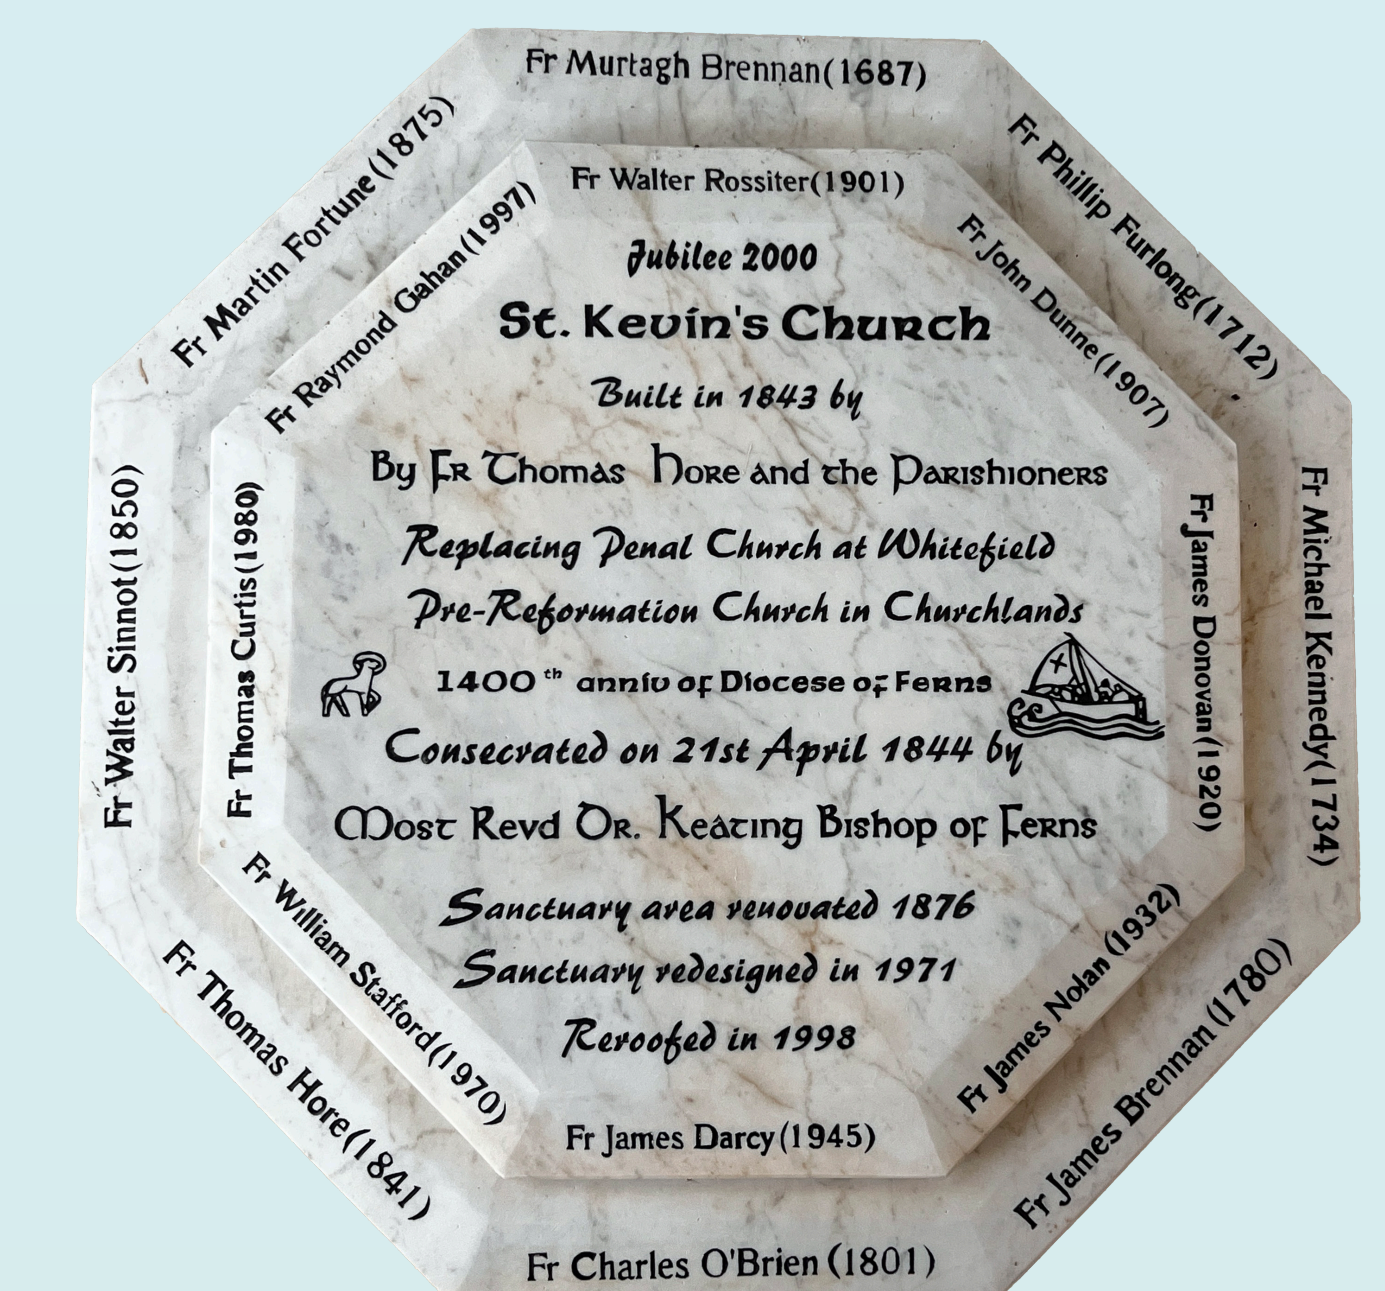 Fr Murtagh Brennan(1687)
Fr Phillip Furlong(1712)
Fr Michael Kennedy(1734)
Fr James Brennan(1780)
Fr Charles O'Brien (1801)
Fr Thomas Hore(1841)
Fr Walter Sinnot(1850)
Fr Martin Fortune(1875)
Fr Walter Rossiter(1901)
Fr John Dunne(1907)
Fr James Donovan(1920)
Fr James Nolan (1932)
Fr James Darcy(1945)
Fr William Stafford(1970)
Fr Thomas Curtis(1980)
Fr Raymond Gahan(1997)
Jubilee 2000
St. Kevin's Church
Built in 1843 by
By Fr Thomas Hore and the Parishioners
Replacing Penal Church at Whitefield
Pre-Reformation Church in Churchlands
1400th anniv of Diocese of Ferns
Consecrated on 21st April 1844 by
Most Revd Dr. Keating Bishop of Ferns
Sanctuary area renovated 1876
Sanctuary redesigned in 1971
Reroofed in 1998